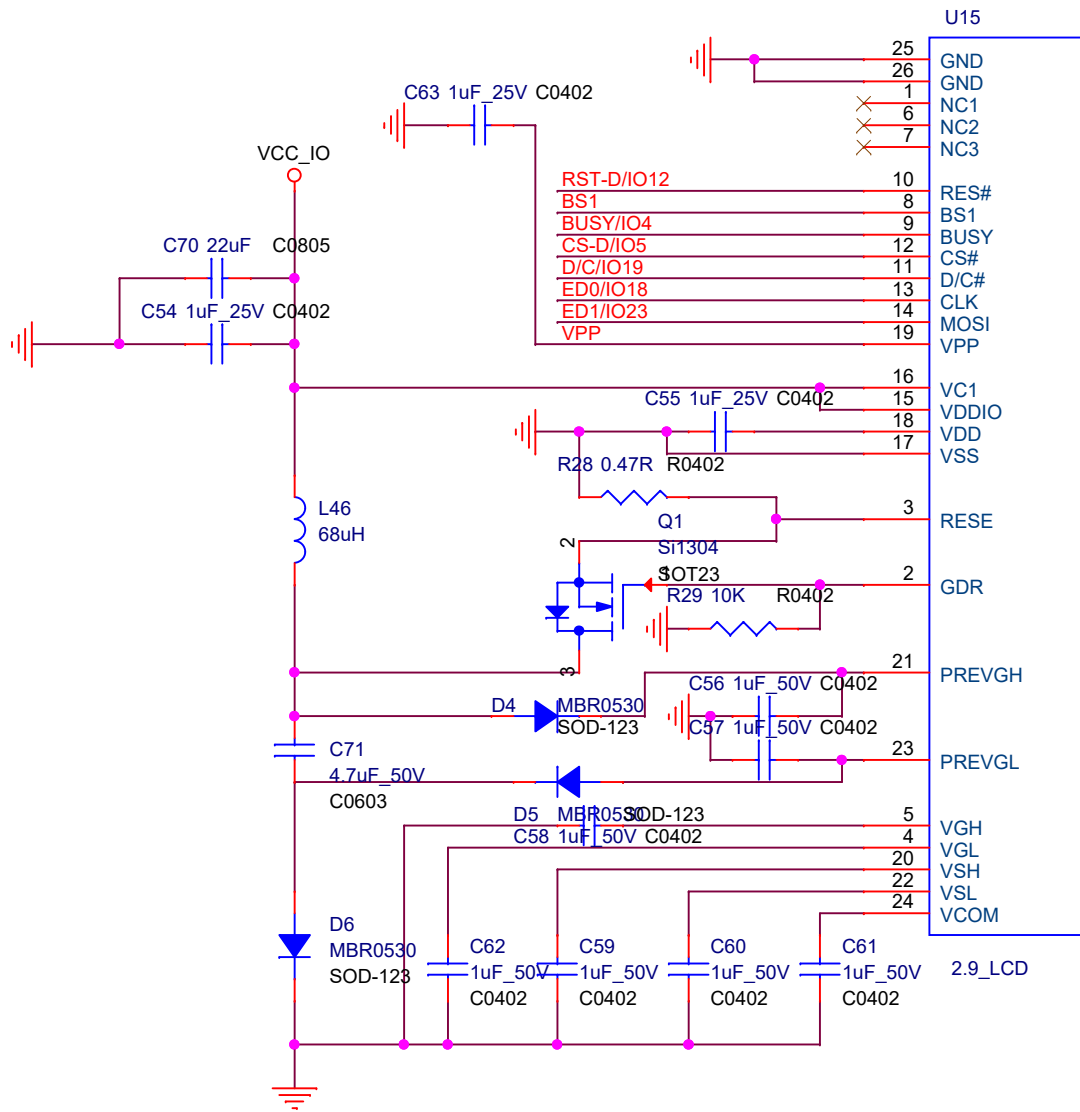 U15
25 GND
26 GND
1 NC1
6 NC2
7 NC3
C63 1uF_25V C0402
VCC_IO
RST-D/IO12 10 RES#
BS1 8 BS1
BUSY/IO4 9 BUSY
CS-D/IO5 12 CS#
D/C/IO19 11 D/C#
ED0/IO18 13 CLK
ED1/IO23 14 MOSI
VPP 19 VPP
C70 22uF C0805
C54 1uF_25V C0402
16 VC1
15 VDDIO
C55 1uF_25V C0402
18 VDD
17 VSS
R28 0.47R R0402
L46
68uH
3 RESE
Q1
Si1304
SOT23
2
1
3
2 GDR
R29 10K R0402
21 PREVGH
C56 1uF_50V C0402
D4 MBR0530
SOD-123
C57 1uF_50V C0402
23 PREVGL
C71
4.7uF_50V
C0603
D5 MBR0530 SOD-123
C58 1uF_50V C0402
5 VGH
4 VGL
20 VSH
22 VSL
24 VCOM
D6
MBR0530
SOD-123
C62
1uF_50V
C0402
C59
1uF_50V
C0402
C60
1uF_50V
C0402
C61
1uF_50V
C0402
2.9_LCD